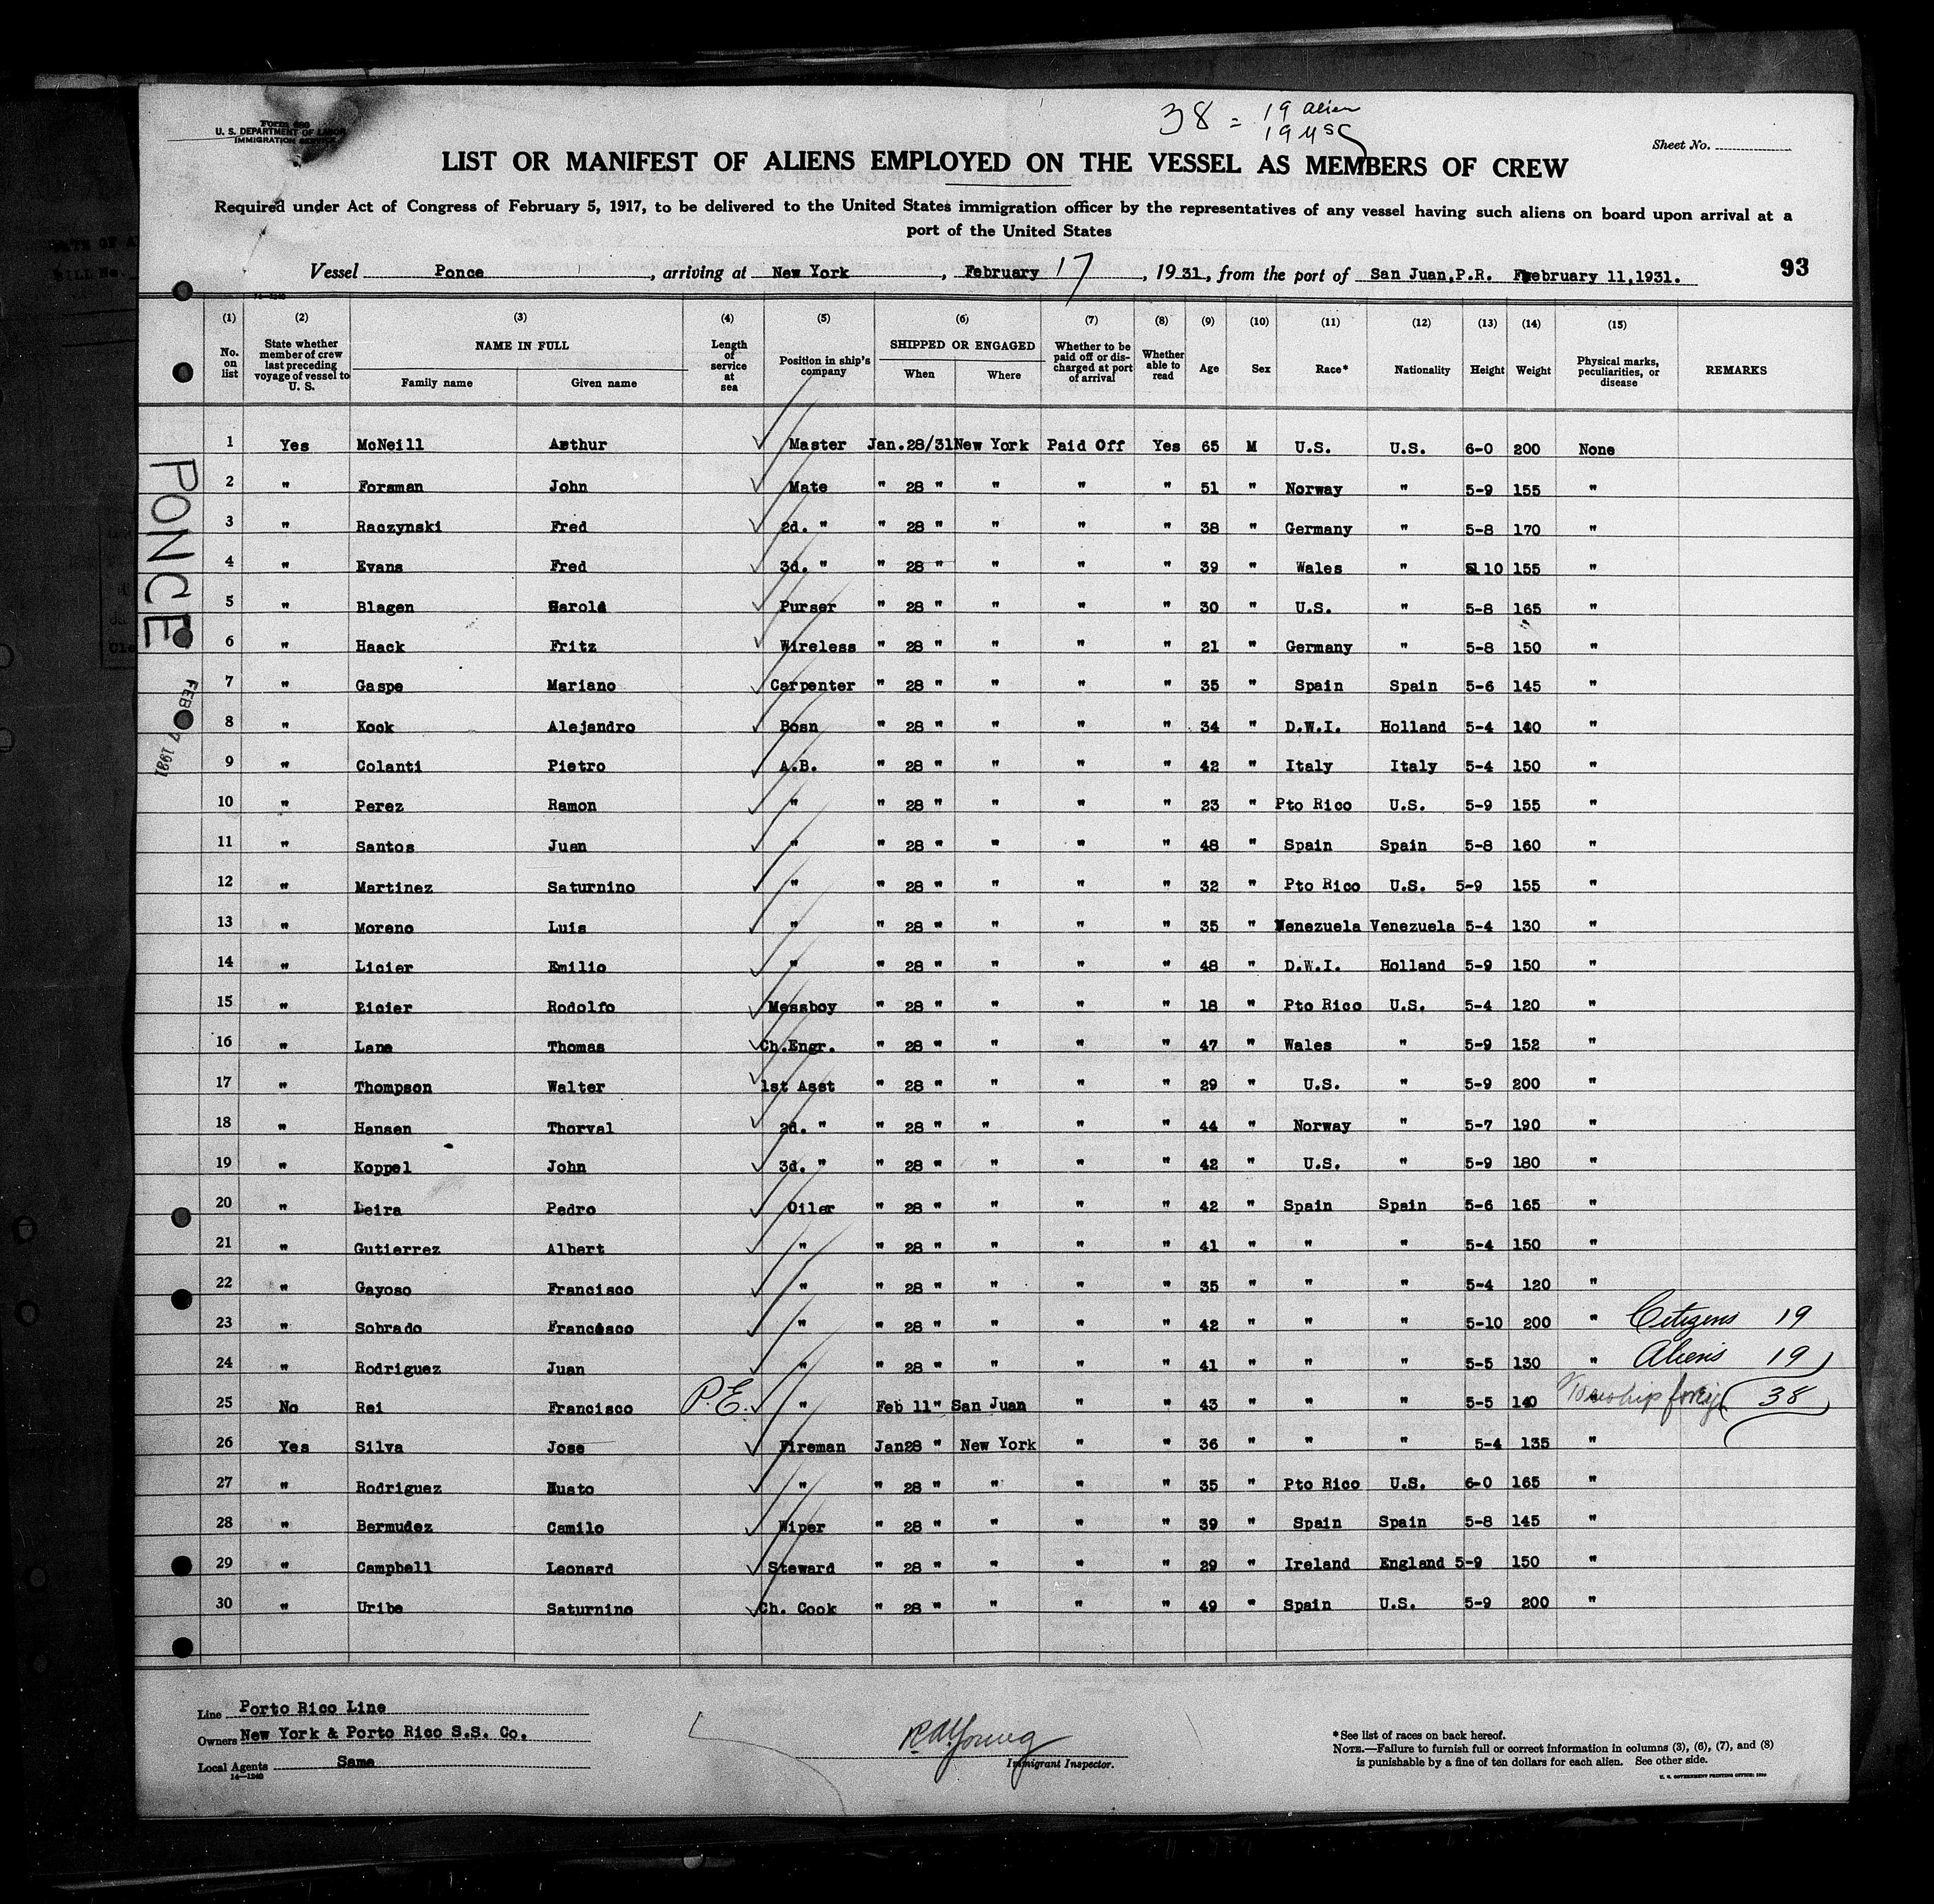 38 = 19 alien
19 USC
Form 680
U. S. DEPARTMENT OF LABOR
IMMIGRATION SERVICE
Sheet No.
LIST OR MANIFEST OF ALIENS EMPLOYED ON THE VESSEL AS MEMBERS OF CREW
Required under Act of Congress of February 5, 1917, to be delivered to the United States immigration officer by the representatives of any vessel having such aliens on board upon arrival at a
port of the United States
Vessel Ponce, arriving at New York, February 17, 1931, from the port of San Juan,P.R. February 11,1931.
93
(1) (2) (3) (4) (5) (6) (7) (8) (9) (10) (11) (12) (13) (14) (15)
No. on list State whether member of crew last preceding voyage of vessel to U. S. NAME IN FULL Family name Given name Length of service at sea Position in ship's company SHIPPED OR ENGAGED When Where Whether to be paid off or discharged at port of arrival Whether able to read Age Sex Race* Nationality Height Weight Physical marks, peculiarities, or disease REMARKS
1 Yes McNeill Arthur Master Jan.28/31 New York Paid Off Yes 65 M U.S. U.S. 6-0 200 None
2 " Forsman John Mate " 28 " " " " 51 " Norway " 5-9 155 "
3 " Raczynski Fred 2d. " " 28 " " " " 38 " Germany " 5-8 170 "
4 " Evans Fred 3d. " " 28 " " " " 39 " Wales " 10 155 "
5 " Blagen Harold Purser " 28 " " " " 30 " U.S. " 5-8 165 "
6 " Haack Fritz Wireless " 28 " " " " 21 " Germany " 5-8 150 "
7 " Gaspe Mariano Carpenter " 28 " " " " 35 " Spain Spain 5-6 145 "
8 " Kook Alejandro Bosn " 28 " " " " 34 " D.W.I. Holland 5-4 140 "
9 " Colanti Pietro A.B. " 28 " " " " 42 " Italy Italy 5-4 150 "
10 " Perez Ramon " " 28 " " " " 23 " Pto Rico U.S. 5-9 155 "
11 " Santos Juan " " 28 " " " " 48 " Spain Spain 5-8 160 "
12 " Martinez Saturnino " " 28 " " " " 32 " Pto Rico U.S. 5-9 155 "
13 " Moreno Luis " " 28 " " " " 35 " Venezuela Venezuela 5-4 130 "
14 " Licier Emilio " " 28 " " " " 48 " D.W.I. Holland 5-9 150 "
15 " Licier Rodolfo Messboy " 28 " " " " 18 " Pto Rico U.S. 5-4 120 "
16 " Lane Thomas Ch.Engr. " 28 " " " " 47 " Wales " 5-9 152 "
17 " Thompson Walter 1st Asst " 28 " " " " 29 " U.S. " 5-9 200 "
18 " Hansen Thorval 2d. " " 28 " " " " 44 " Norway " 5-7 190 "
19 " Koppel John 3d. " " 28 " " " " 42 " U.S. " 5-9 180 "
20 " Leira Pedro Oiler " 28 " " " " 42 " Spain Spain 5-6 165 "
21 " Gutierrez Albert " " 28 " " " " 41 " " " 5-4 150 "
22 " Gayoso Francisco " " 28 " " " " 35 " " " 5-4 120 "
23 " Sobrado Francesco " " 28 " " " " 42 " " " 5-10 200 " Citizens 19
24 " Rodriguez Juan " " 28 " " " 41 " " " 5-5 130 " Aliens 19
25 No Rei Francisco P.E. " Feb 11" San Juan " " 43 " " " 5-5 140 38
26 Yes Silva Jose Fireman Jan28 " New York " " 36 " " " 5-4 135 "
27 " Rodriguez Justo " " 28 " " " " 35 " Pto Rico U.S. 6-0 165 "
28 " Bermudez Camilo Wiper " 28 " " " " 39 " Spain Spain 5-8 145 "
29 " Campbell Leonard Steward " 28 " " " " 29 " Ireland England 5-9 150 "
30 " Uribe Saturnino Ch. Cook " 28 " " " " 49 " Spain U.S. 5-9 200 "
PONCE
FEB 7 1931
Line Porto Rico Line
Owners New York & Porto Rico S.S. Co.
Local Agents Same
14—1240
Immigrant Inspector.
*See list of races on back hereof.
NOTE.—Failure to furnish full or correct information in columns (3), (6), (7), and (8)
is punishable by a fine of ten dollars for each alien. See other side.
U. S. GOVERNMENT PRINTING OFFICE: 1930